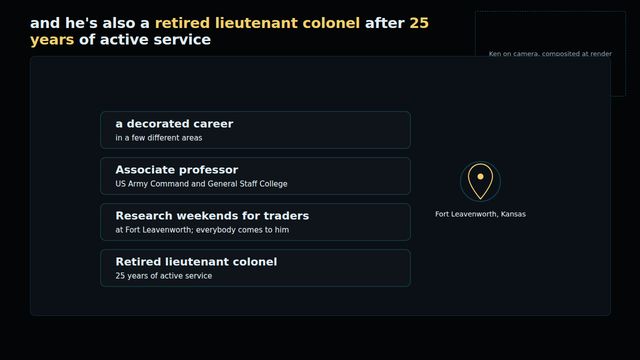 and he's also a retired lieutenant colonel after 25
years of active service
Ken on camera, composited at render
a decorated career
in a few different areas
Associate professor
US Army Command and General Staff College
Research weekends for traders
at Fort Leavenworth; everybody comes to him
Retired lieutenant colonel
25 years of active service
Fort Leavenworth, Kansas